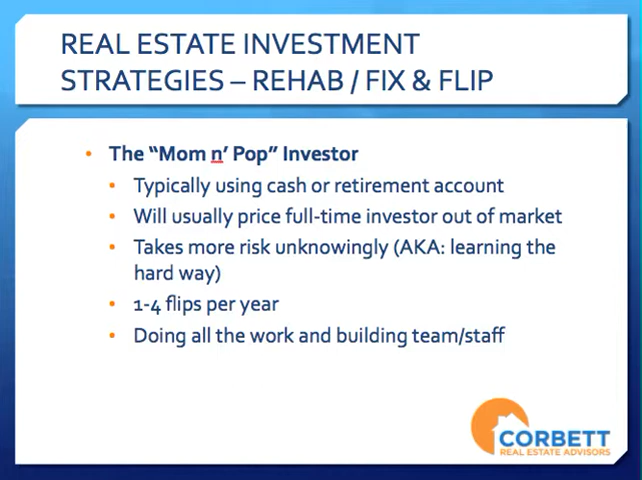 REAL ESTATE INVESTMENT
STRATEGIES – REHAB / FIX & FLIP
• The “Mom n’ Pop” Investor
• Typically using cash or retirement account
• Will usually price full-time investor out of market
• Takes more risk unknowingly (AKA: learning the
hard way)
• 1-4 flips per year
• Doing all the work and building team/staff
CORBETT
REAL ESTATE ADVISORS